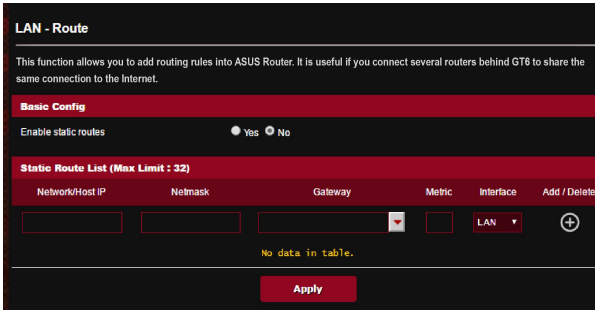 LAN - Route
This function allows you to add routing rules into ASUS Router. It is useful if you connect several routers behind GT6 to share the
same connection to the Internet.
Basic Config
Enable static routes Yes No
Static Route List (Max Limit : 32)
Network/Host IP Netmask Gateway Metric Interface Add / Delete
LAN
No data in table.
Apply